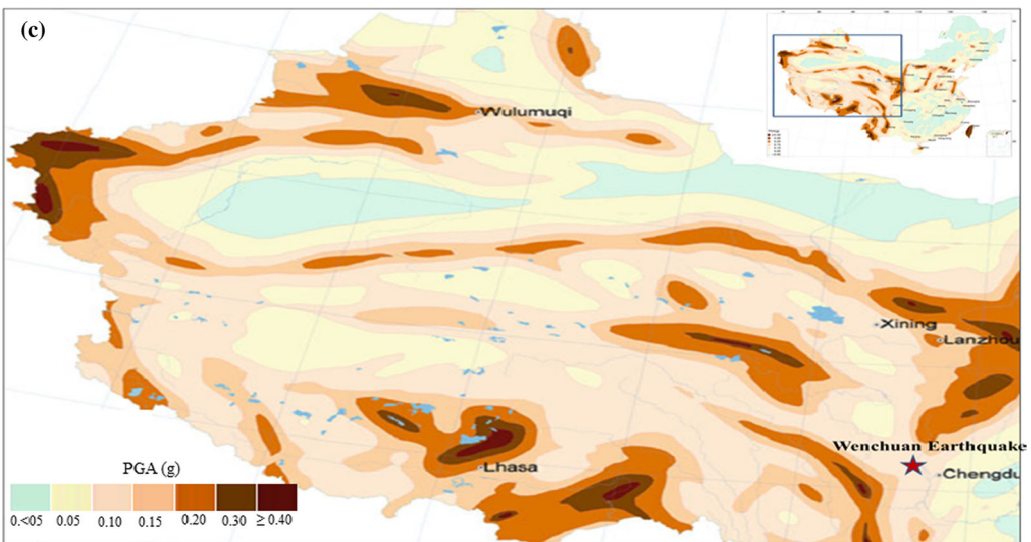 (c)
Wulumuqi
Xining
Lanzhou
Wenchuan Earthquake
Lhasa
Chengdu
PGA (g)
0.<05 0.05 0.10 0.15 0.20 0.30 ≥ 0.40